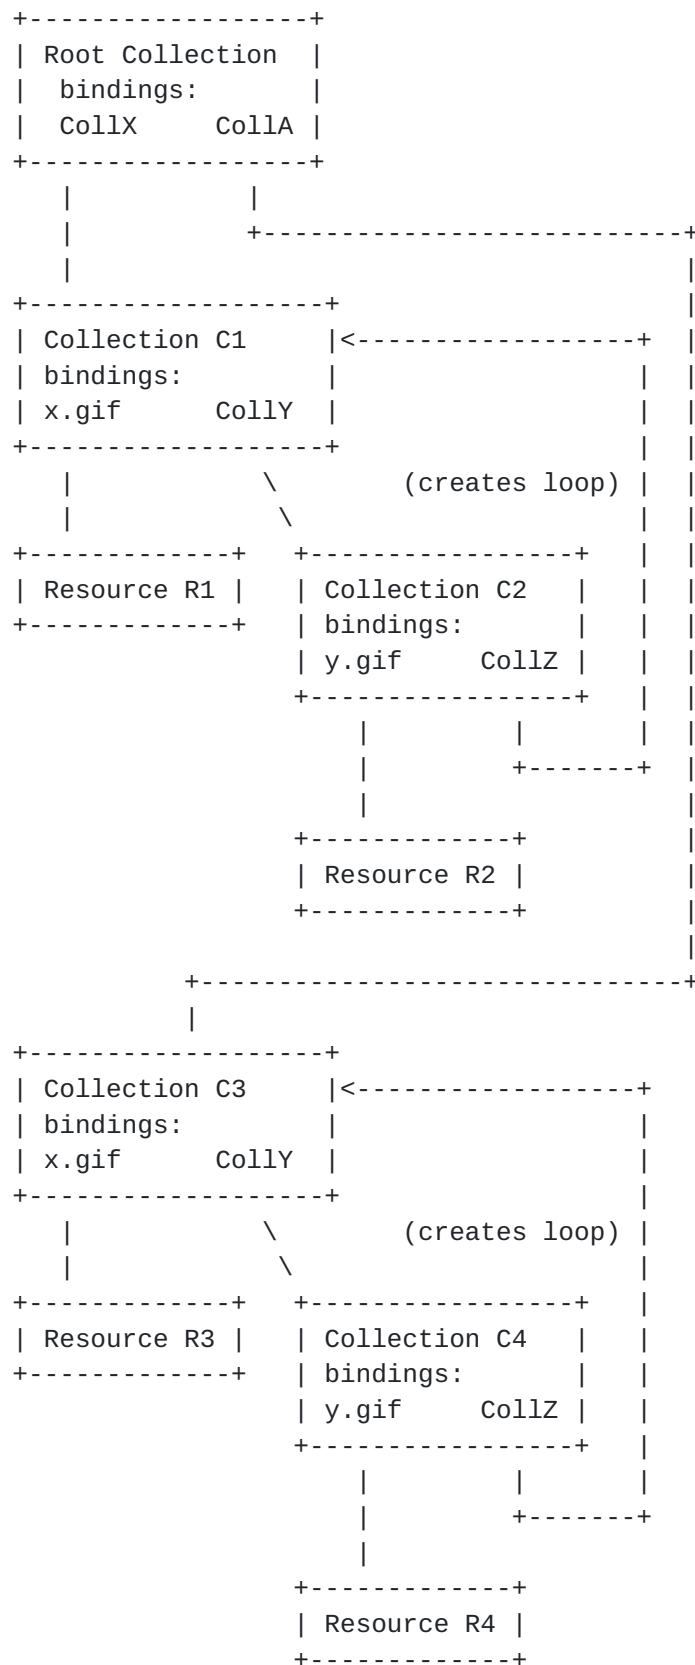 Root Collection
bindings:
CollX CollA
Collection C1
bindings:
x.gif CollY
(creates loop)
Resource R1
Collection C2
bindings:
y.gif CollZ
Resource R2
Collection C3
bindings:
x.gif CollY
(creates loop)
Resource R3
Collection C4
bindings:
y.gif CollZ
Resource R4